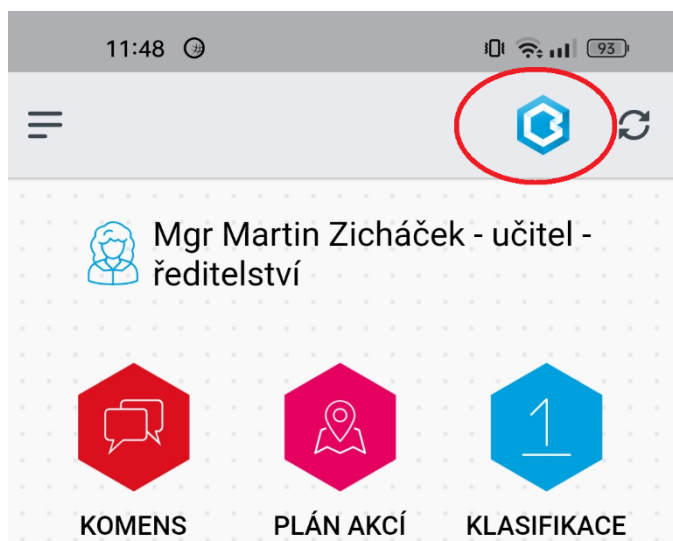 11:48
93
Mgr Martin Zicháček - učitel -
ředitelství
1
KOMENS
PLÁN AKCÍ
KLASIFIKACE